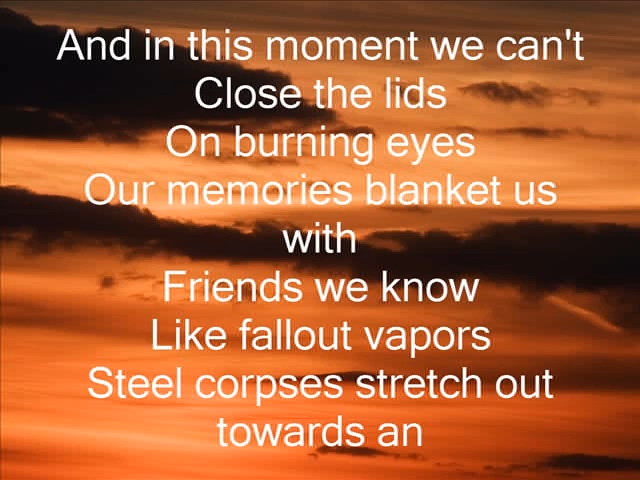 And in this moment we can't
Close the lids
On burning eyes
Our memories blanket us
with
Friends we know
Like fallout vapors
Steel corpses stretch out
towards an